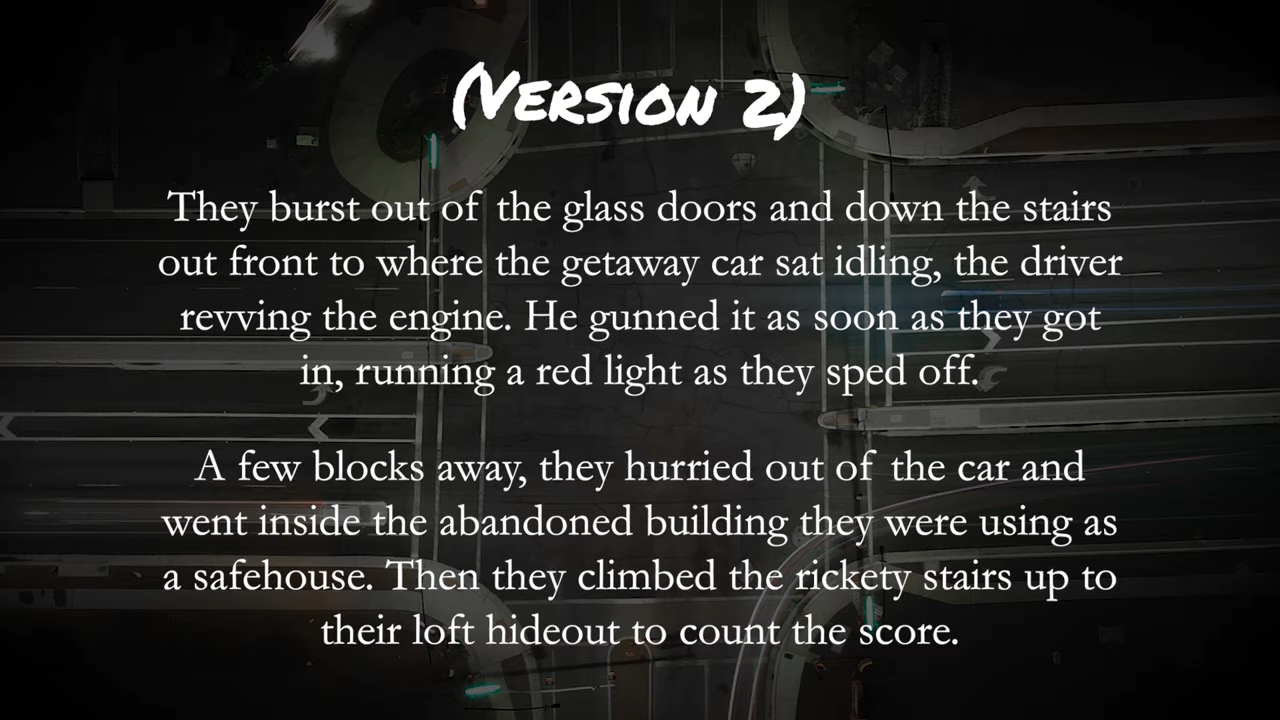 (Version 2)
They burst out of the glass doors and down the stairs
out front to where the getaway car sat idling, the driver
revving the engine. He gunned it as soon as they got
in, running a red light as they sped off.
A few blocks away, they hurried out of the car and
went inside the abandoned building they were using as
a safehouse. Then they climbed the rickety stairs up to
their loft hideout to count the score.